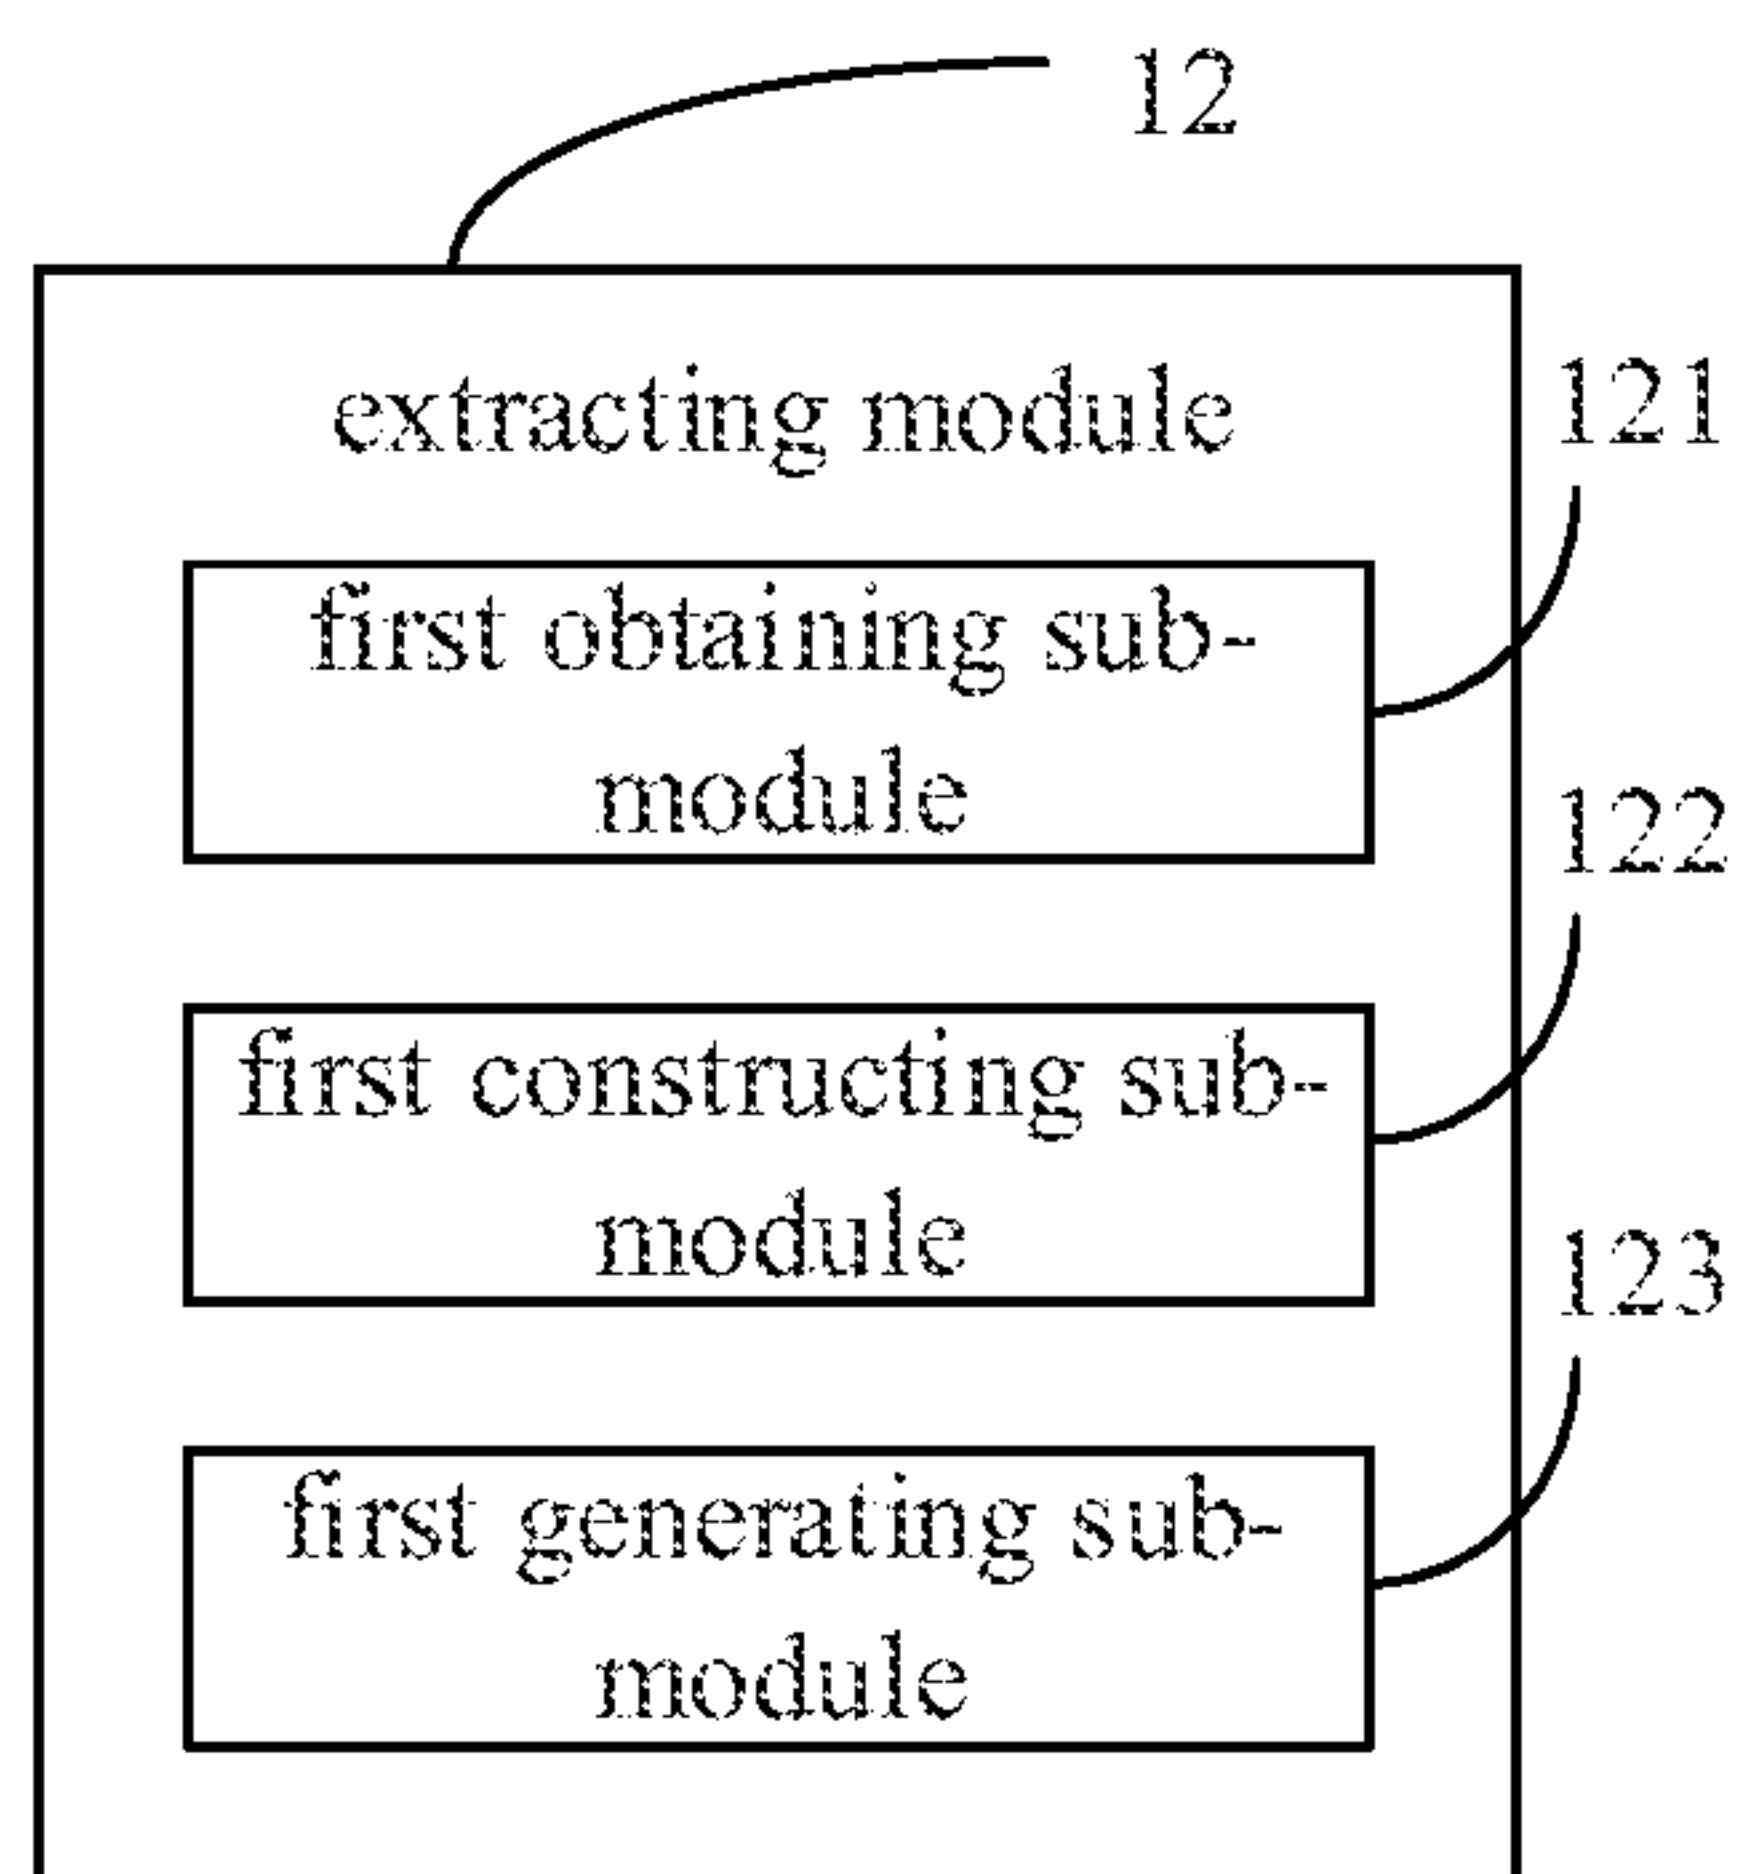 12
extracting module
121
first obtaining sub-
module
122
first constructing sub-
module
123
first generating sub-
module